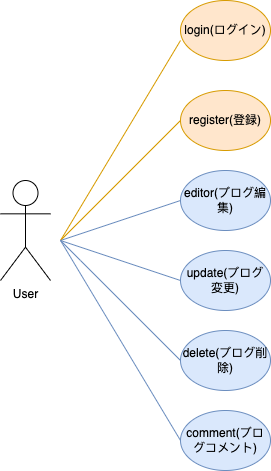 login(ログイン)
register(登録)
editor(ブログ編
集)
update(ブログ
変更)
User
delete(ブログ削
除)
comment(ブロ
グコメント)